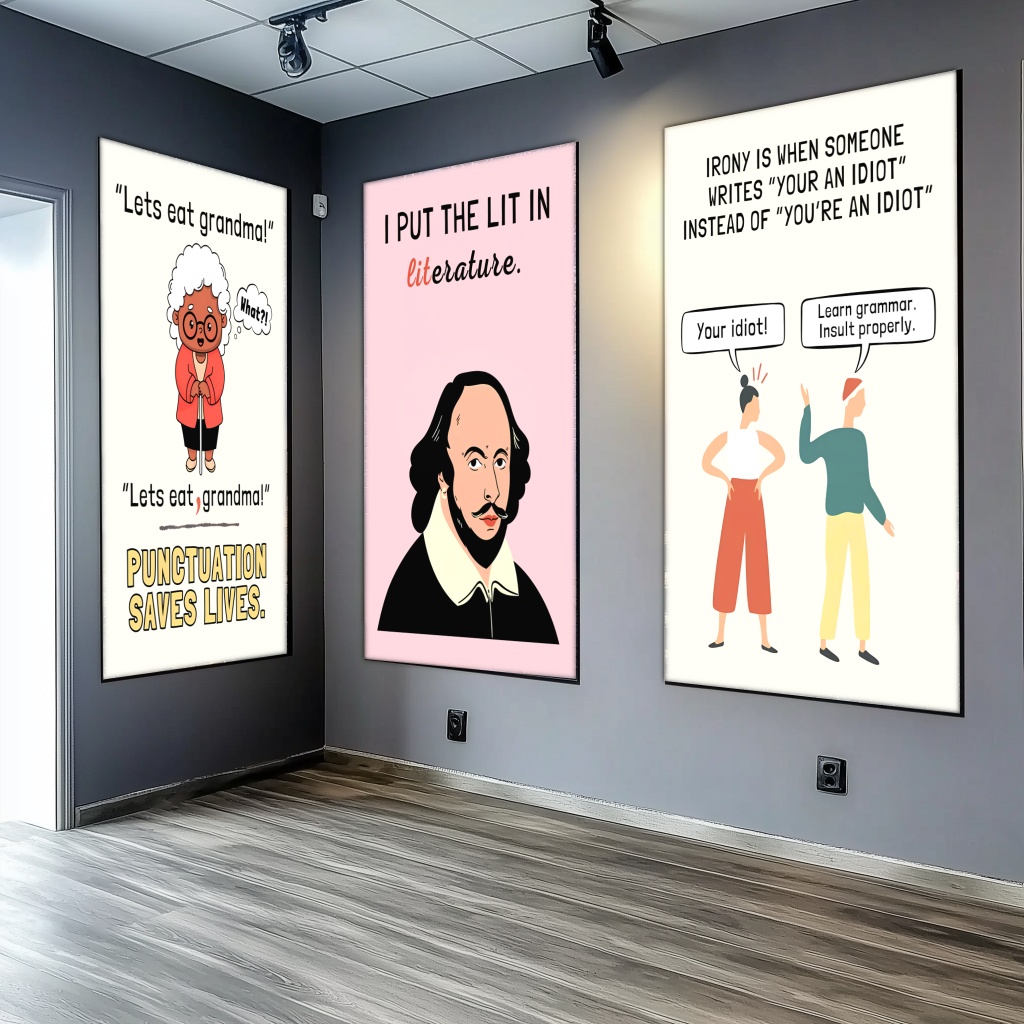 “Lets eat grandma!”
What?!
“Lets eat, grandma!”
PUNCTUATION
SAVES LIVES.
I PUT THE LIT IN
literature.
IRONY IS WHEN SOMEONE
WRITES “YOUR AN IDIOT”
INSTEAD OF “YOU’RE AN IDIOT”
Your idiot!
Learn grammar.
Insult properly.